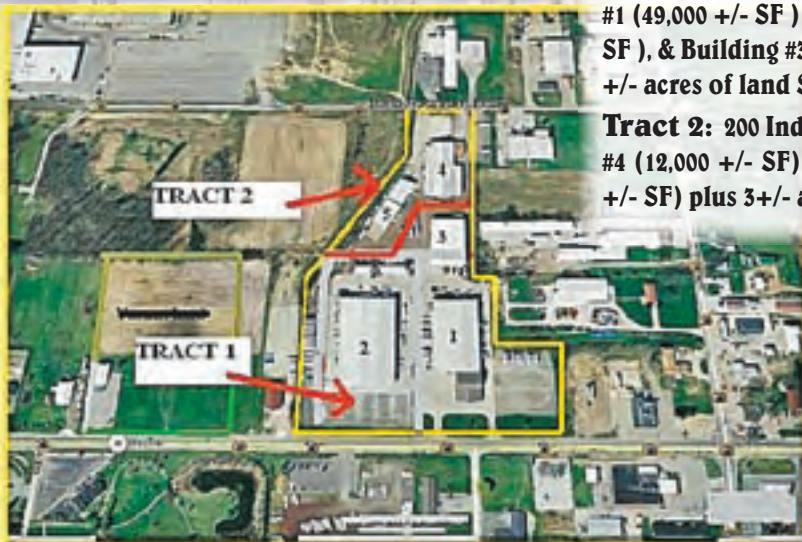 #1 (49,000 +/- SF )
SF ), & Building #3
+/- acres of land S
Tract 2: 200 Ind
#4 (12,000 +/- SF)
+/- SF) plus 3+/- a
TRACT 2
4
5
3
TRACT 1
2
1